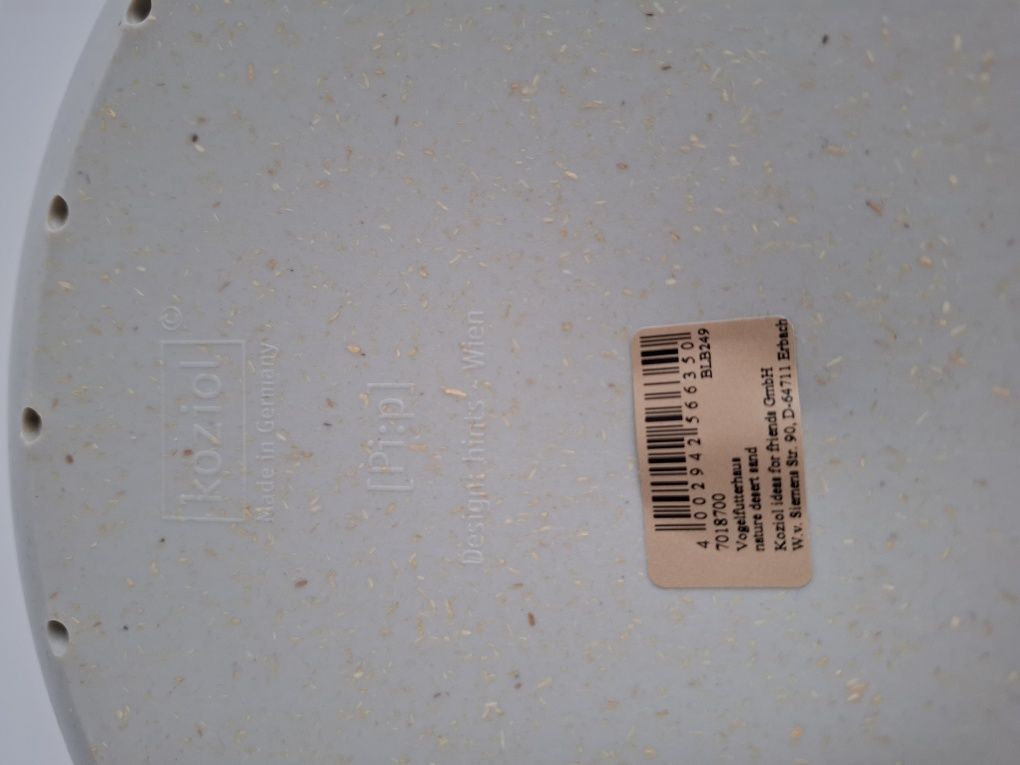 [koziol]©
Made in Germany
[Pi:p]
Design: hints - Wien
4 002942 566350
7018700 BLB249
Vogelfutterhaus
nature desert sand
Koziol ideas for friends GmbH
W.v. Siemens Str. 90, D-64711 Erbach